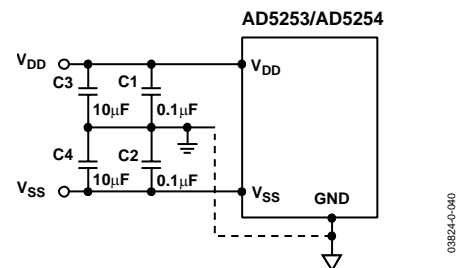 AD5253/AD5254
VDD
C3
C1
VDD
10μF
0.1μF
C4
C2
10μF
0.1μF
VSS
VSS
GND
03824-0-040